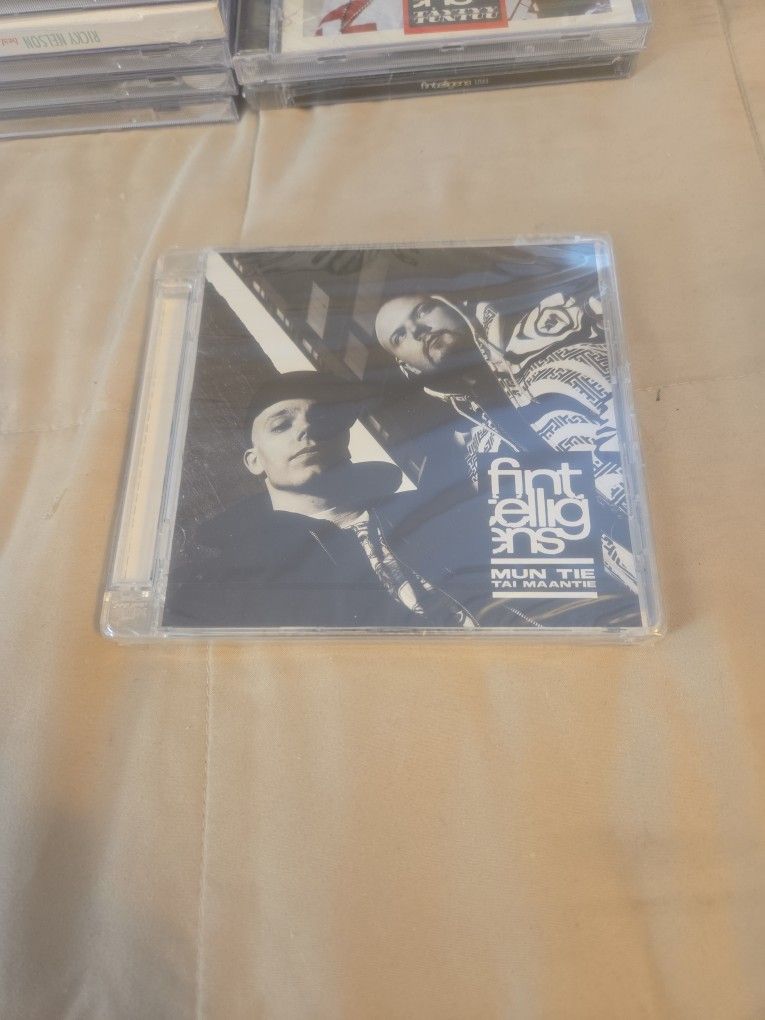 RICKY NELSON
fintelligens
fint
ellig
ens
MUN TIE
TAI MAANTIE